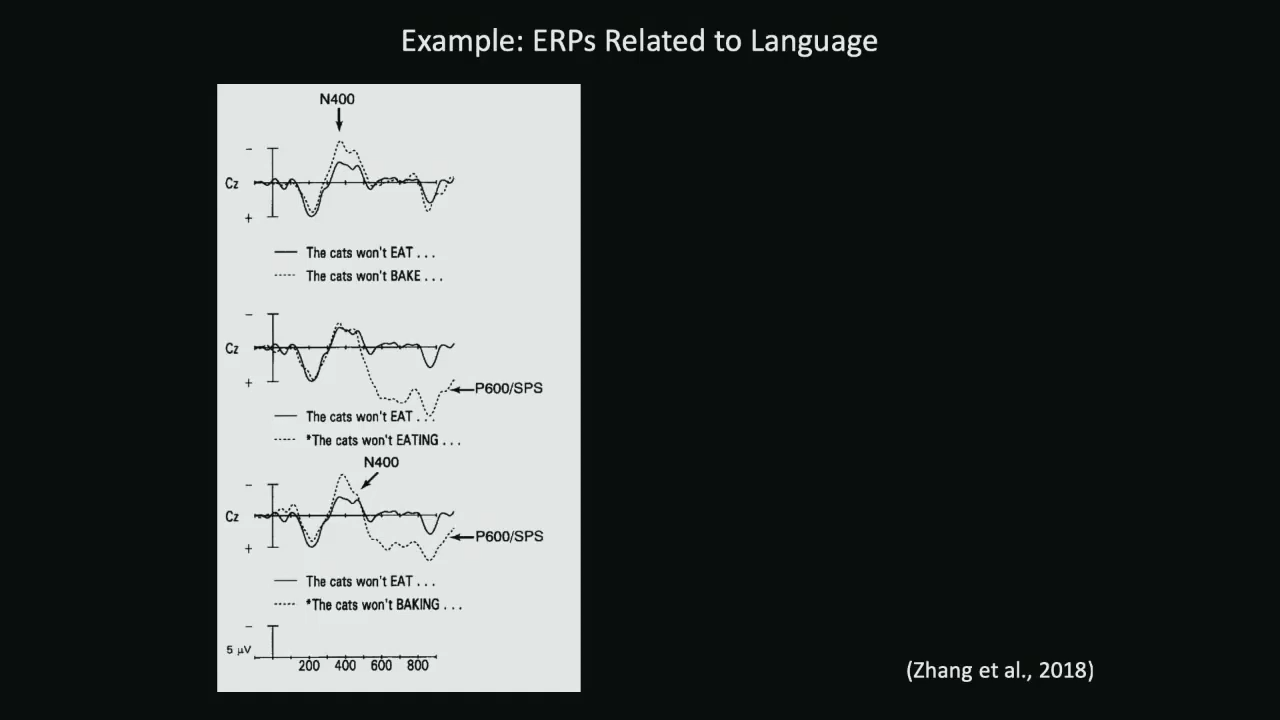 Example: ERPs Related to Language
N400
−
Cz
+
The cats won't EAT . . .
The cats won't BAKE . . .
−
Cz
+
P600/SPS
The cats won't EAT . . .
*The cats won't EATING . . .
N400
−
Cz
+
P600/SPS
The cats won't EAT . . .
*The cats won't BAKING . . .
−
5 μV
200 400 600 800
(Zhang et al., 2018)